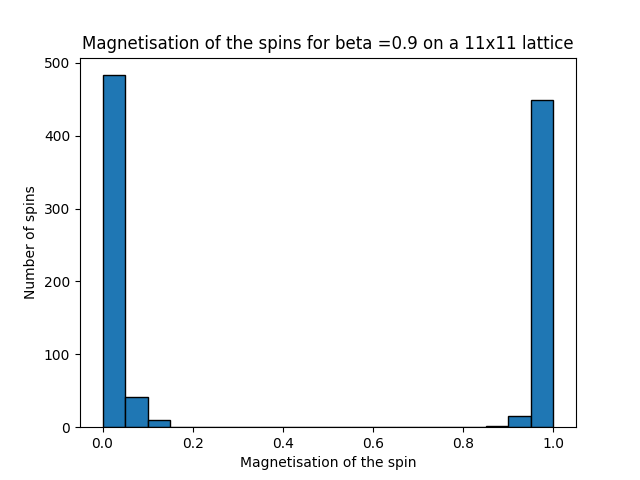 Magnetisation of the spins for beta =0.9 on a 11x11 lattice
500
400
300
200
100
0
Number of spins
0.0 0.2 0.4 0.6 0.8 1.0
Magnetisation of the spin